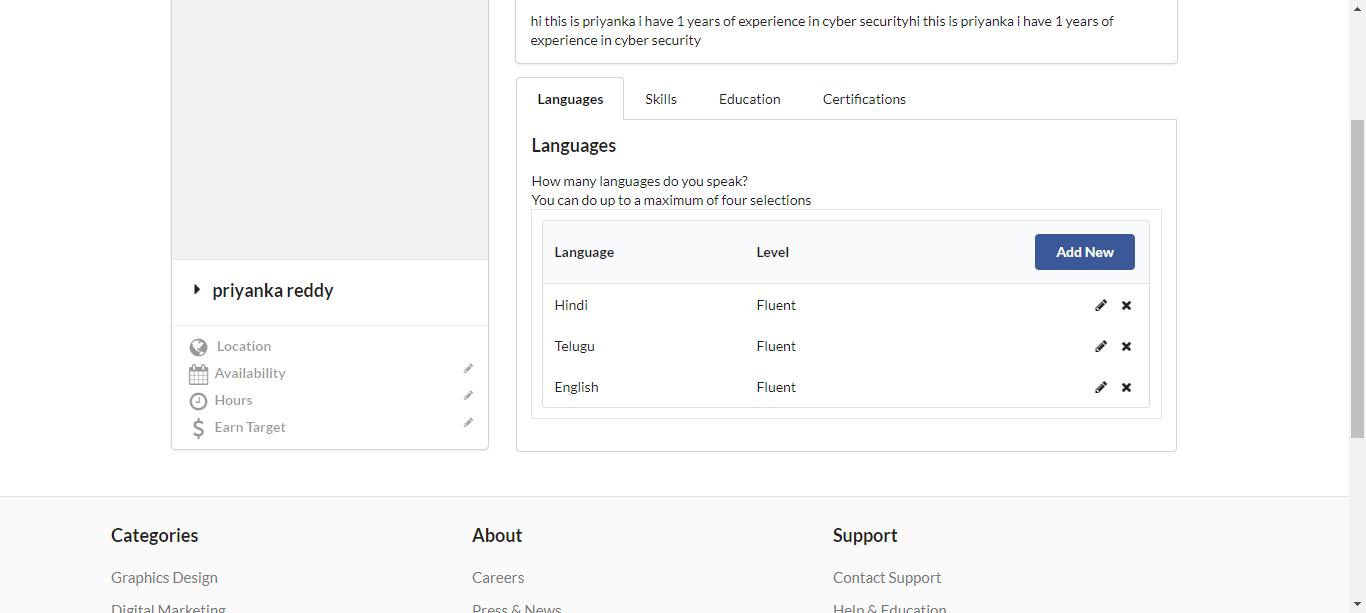 hi this is priyanka i have 1 years of experience in cyber securityhi this is priyanka i have 1 years of
experience in cyber security
Languages Skills Education Certifications
Languages
How many languages do you speak?
You can do up to a maximum of four selections
Language Level Add New
Hindi Fluent
Telugu Fluent
English Fluent
priyanka reddy
Location
Availability
Hours
Earn Target
Categories About Support
Graphics Design Careers Contact Support
Digital Marketing Press & News Help & Education